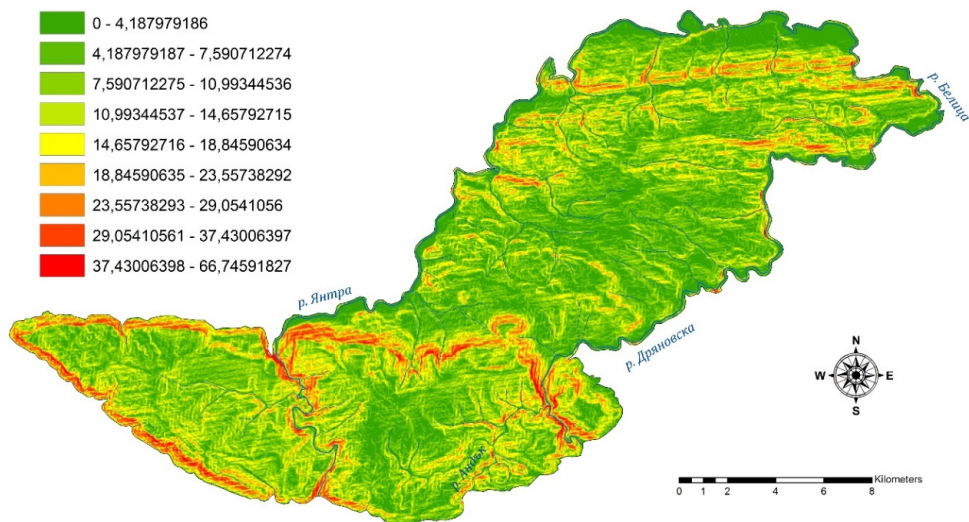 0 - 4,187979186
4,187979187 - 7,590712274
7,590712275 - 10,99344536
10,99344537 - 14,65792715
14,65792716 - 18,84590634
18,84590635 - 23,55738292
23,55738293 - 29,0541056
29,05410561 - 37,43006397
37,43006398 - 66,74591827
р. Белица
р. Янтра
р. Дряновска
р. Андък
N
W E
S
Kilometers
0 1 2 4 6 8